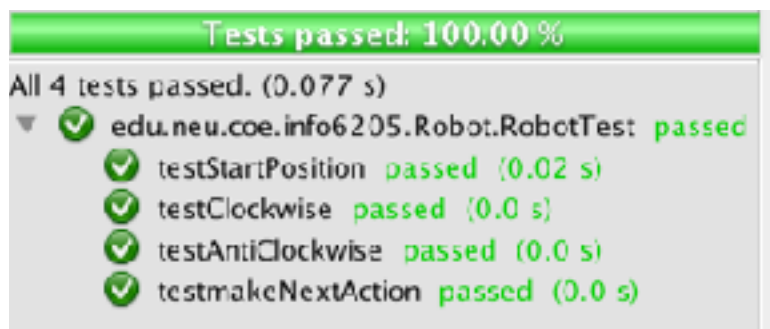 Tests passed: 100.00 %
All 4 tests passed. (0.077 s)
edu.neu.coe.info6205.Robot.RobotTest passed
testStartPosition passed (0.02 s)
testClockwise passed (0.0 s)
testAntiClockwise passed (0.0 s)
testmakeNextAction passed (0.0 s)